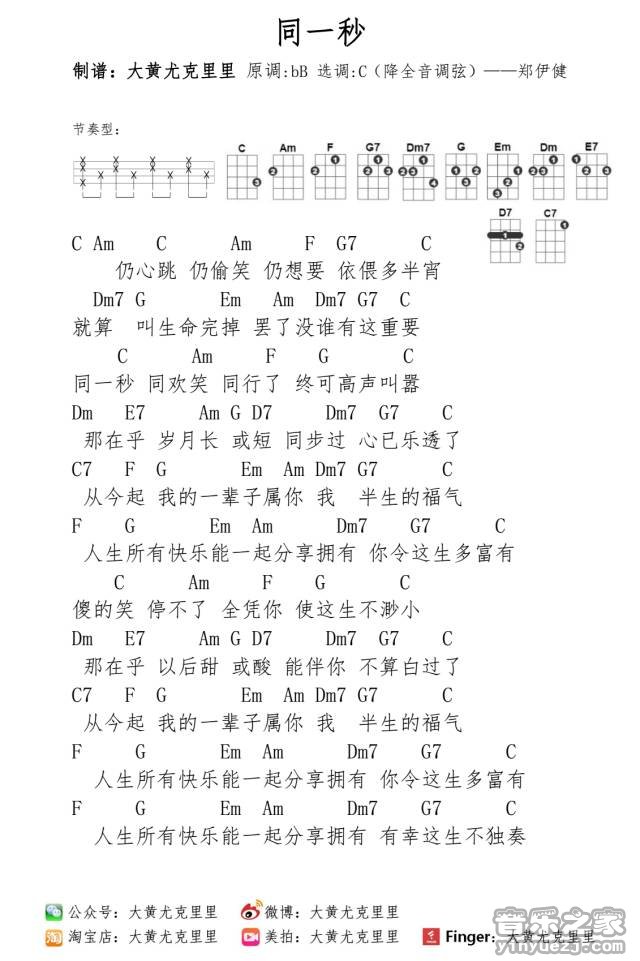 同一秒
制谱：大黄尤克里里 原调:bB 选调:C（降全音调弦）——郑伊健
节奏型：
C Am F G7 Dm7 G Em Dm E7
D7 C7
C Am C Am F G7 C
仍心跳 仍偷笑 仍想要 依偎多半宵
Dm7 G Em Am Dm7 G7 C
就算 叫生命完掉 罢了没谁有这重要
C Am F G C
同一秒 同欢笑 同行了 终可高声叫嚣
Dm E7 Am G D7 Dm7 G7 C
那在乎 岁月长 或短 同步过 心已乐透了
C7 F G Em Am Dm7 G7 C
从今起 我的一辈子属你 我 半生的福气
F G Em Am Dm7 G7 C
人生所有快乐能一起分享拥有 你令这生多富有
C Am F G C
傻的笑 停不了 全凭你 使这生不渺小
Dm E7 Am G D7 Dm7 G7 C
那在乎 以后甜 或酸 能伴你 不算白过了
C7 F G Em Am Dm7 G7 C
从今起 我的一辈子属你 我 半生的福气
F G Em Am Dm7 G7 C
人生所有快乐能一起分享拥有 你令这生多富有
F G Em Am Dm7 G7 C
人生所有快乐能一起分享拥有 有幸这生不独奏
公众号：大黄尤克里里 微博：大黄尤克里里
淘宝店：大黄尤克里里 美拍：大黄尤克里里 Finger：大黄尤克里里
音乐之家
yinyuezj.com